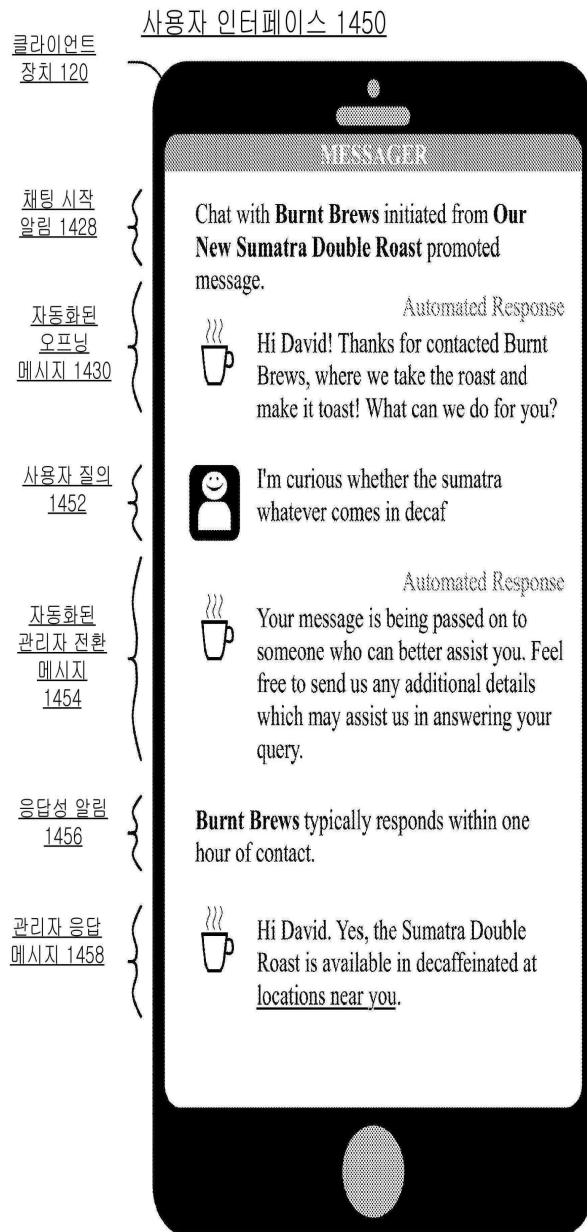 사용자 인터페이스 1450
클라이언트
장치 120
MESSAGER
채팅 시작
알림 1428
Chat with Burnt Brews initiated from Our
New Sumatra Double Roast promoted
message.
자동화된
오프닝
메시지 1430
Automated Response
Hi David! Thanks for contacted Burnt
Brews, where we take the roast and
make it toast! What can we do for you?
사용자 질의
1452
I'm curious whether the sumatra
whatever comes in decaf
자동화된
관리자 전환
메시지
1454
Automated Response
Your message is being passed on to
someone who can better assist you. Feel
free to send us any additional details
which may assist us in answering your
query.
응답성 알림
1456
Burnt Brews typically responds within one
hour of contact.
관리자 응답
메시지 1458
Hi David. Yes, the Sumatra Double
Roast is available in decaffeinated at
locations near you.